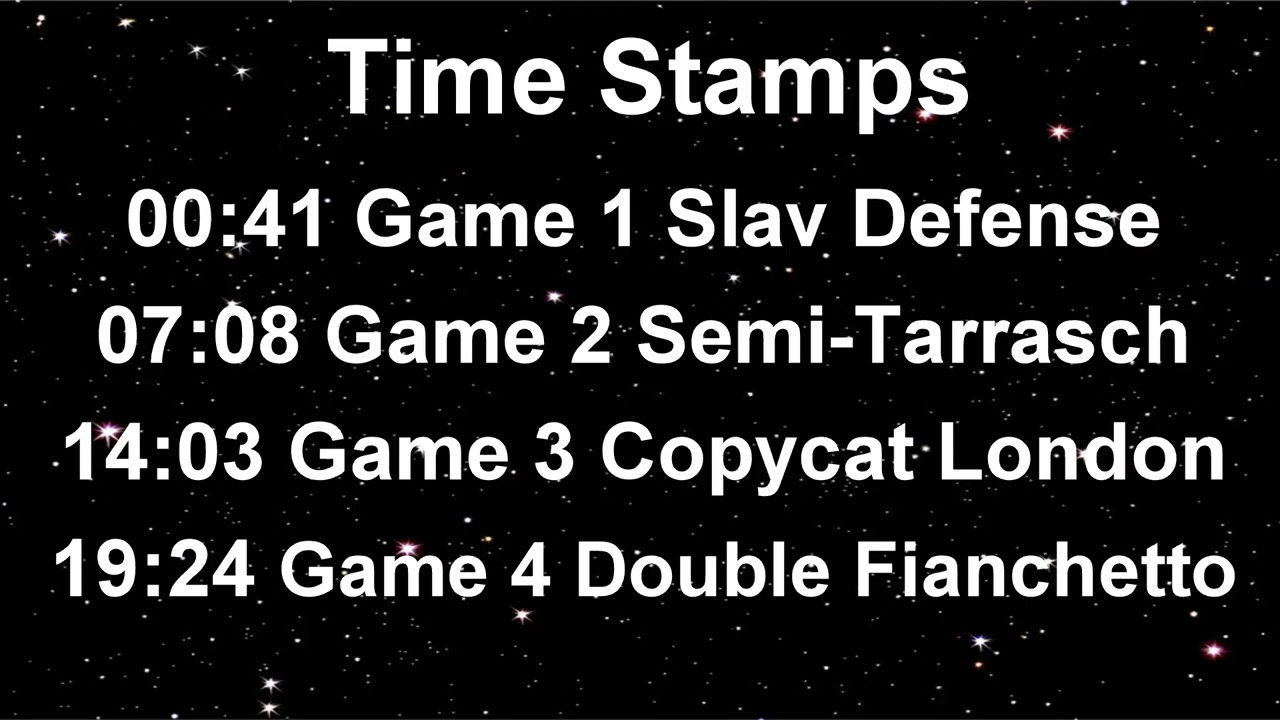 Time Stamps
00:41 Game 1 Slav Defense
07:08 Game 2 Semi-Tarrasch
14:03 Game 3 Copycat London
19:24 Game 4 Double Fianchetto